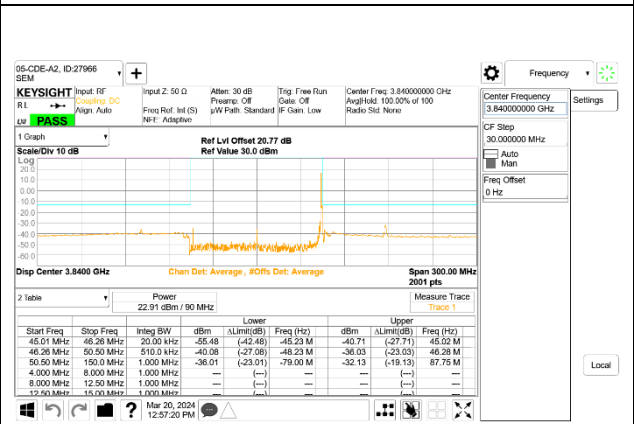 05-CDE-A2, ID:27966
SEM
Frequency
KEYSIGHT
RL
PASS
Input: RF
Coupling: DC
Align: Auto
Input Z: 50 Ω
Freq Ref: Int (S)
NFE: Adaptive
Atten: 30 dB
Preamp: Off
µW Path: Standard
Trig: Free Run
Gate: Off
IF Gain: Low
Center Freq: 3.840000000 GHz
Avg|Hold: 100.00% of 100
Radio Std: None
Center Frequency
3.840000000 GHz
Settings
CF Step
30.000000 MHz
Auto
Man
Freq Offset
0 Hz
Local
1 Graph
Scale/Div 10 dB
Ref Lvl Offset 20.77 dB
Ref Value 30.0 dBm
Log
20.0
10.0
0.00
-10.0
-20.0
-30.0
-40.0
-50.0
-60.0
Disp Center 3.8400 GHz
Chan Det: Average, #Offs Det: Average
Span 300.00 MHz
2001 pts
2 Table
Power
22.91 dBm / 90 MHz
Measure Trace
Trace 1
Lower Upper
Start Freq Stop Freq Integ BW dBm ΔLimit(dB) Freq (Hz) dBm ΔLimit(dB) Freq (Hz)
45.01 MHz 46.26 MHz 20.00 kHz -55.48 (-42.48) -45.23 M -40.71 (-27.71) 45.02 M
46.26 MHz 50.50 MHz 510.0 kHz -40.08 (-27.08) -48.23 M -36.03 (-23.03) 46.28 M
50.50 MHz 150.0 MHz 1.000 MHz -36.01 (-23.01) -79.00 M -32.13 (-19.13) 87.75 M
4.000 MHz 8.000 MHz 1.000 MHz --- (---) --- (---)
8.000 MHz 12.50 MHz 1.000 MHz --- (---) --- (---)
12.50 MHz 15.00 MHz 1.000 MHz --- (---) --- (---)
Mar 20, 2024
12:57:20 PM